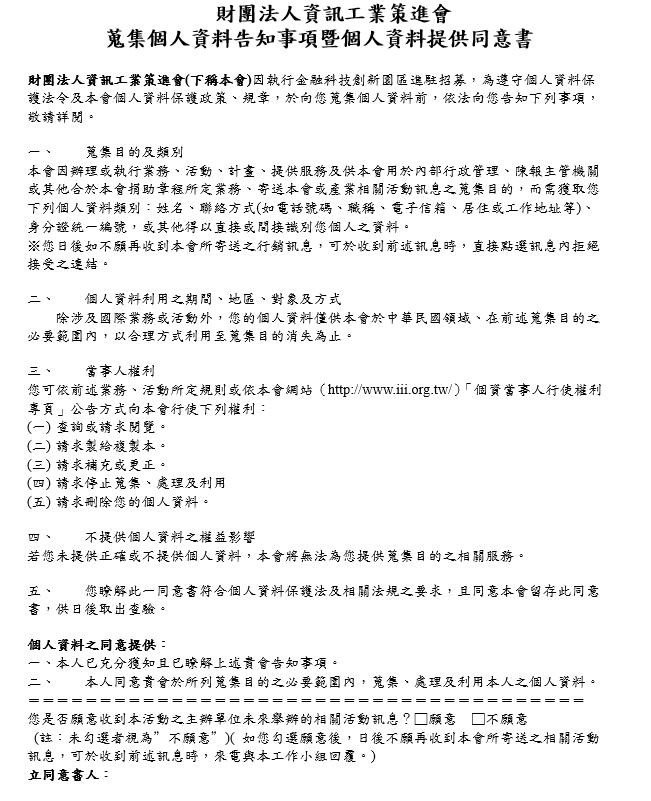 財團法人資訊工業策進會
蒐集個人資料告知事項暨個人資料提供同意書
財團法人資訊工業策進會(下稱本會)因執行金融科技創新園區進駐招募，為遵守個人資料保
護法令及本會個人資料保護政策、規章，於向您蒐集個人資料前，依法向您告知下列事項，
敬請詳閱。
一、 蒐集目的及類別
本會因辦理或執行業務、活動、計畫、提供服務及供本會用於內部行政管理、陳報主管機關
或其他合於本會捐助章程所定業務、寄送本會或產業相關活動訊息之蒐集目的，而需獲取您
下列個人資料類別：姓名、聯絡方式(如電話號碼、職稱、電子信箱、居住或工作地址等)、
身分證統一編號，或其他得以直接或間接識別您個人之資料。
※您日後如不願再收到本會所寄送之行銷訊息，可於收到前述訊息時，直接點選訊息內拒絕
接受之連結。
二、 個人資料利用之期間、地區、對象及方式
除涉及國際業務或活動外，您的個人資料僅供本會於中華民國領域、在前述蒐集目的之
必要範圍內，以合理方式利用至蒐集目的消失為止。
三、 當事人權利
您可依前述業務、活動所定規則或依本會網站（http://www.iii.org.tw/）「個資當事人行使權利
專頁」公告方式向本會行使下列權利：
(一) 查詢或請求閱覽。
(二) 請求製給複製本。
(三) 請求補充或更正。
(四) 請求停止蒐集、處理及利用
(五) 請求刪除您的個人資料。
四、 不提供個人資料之權益影響
若您未提供正確或不提供個人資料，本會將無法為您提供蒐集目的之相關服務。
五、 您瞭解此一同意書符合個人資料保護法及相關法規之要求，且同意本會留存此同意
書，供日後取出查驗。
個人資料之同意提供：
一、本人已充分獲知且已瞭解上述貴會告知事項。
二、 本人同意貴會於所列蒐集目的之必要範圍內，蒐集、處理及利用本人之個人資料。
＝＝＝＝＝＝＝＝＝＝＝＝＝＝＝＝＝＝＝＝＝＝＝＝＝＝＝＝＝＝＝＝＝＝＝＝＝＝＝
您是否願意收到本活動之主辦單位未來舉辦的相關活動訊息？□願意 □不願意
(註：未勾選者視為”不願意”)( 如您勾選願意後，日後不願再收到本會所寄送之相關活動
訊息，可於收到前述訊息時，來電與本工作小組回覆。)
立同意書人：